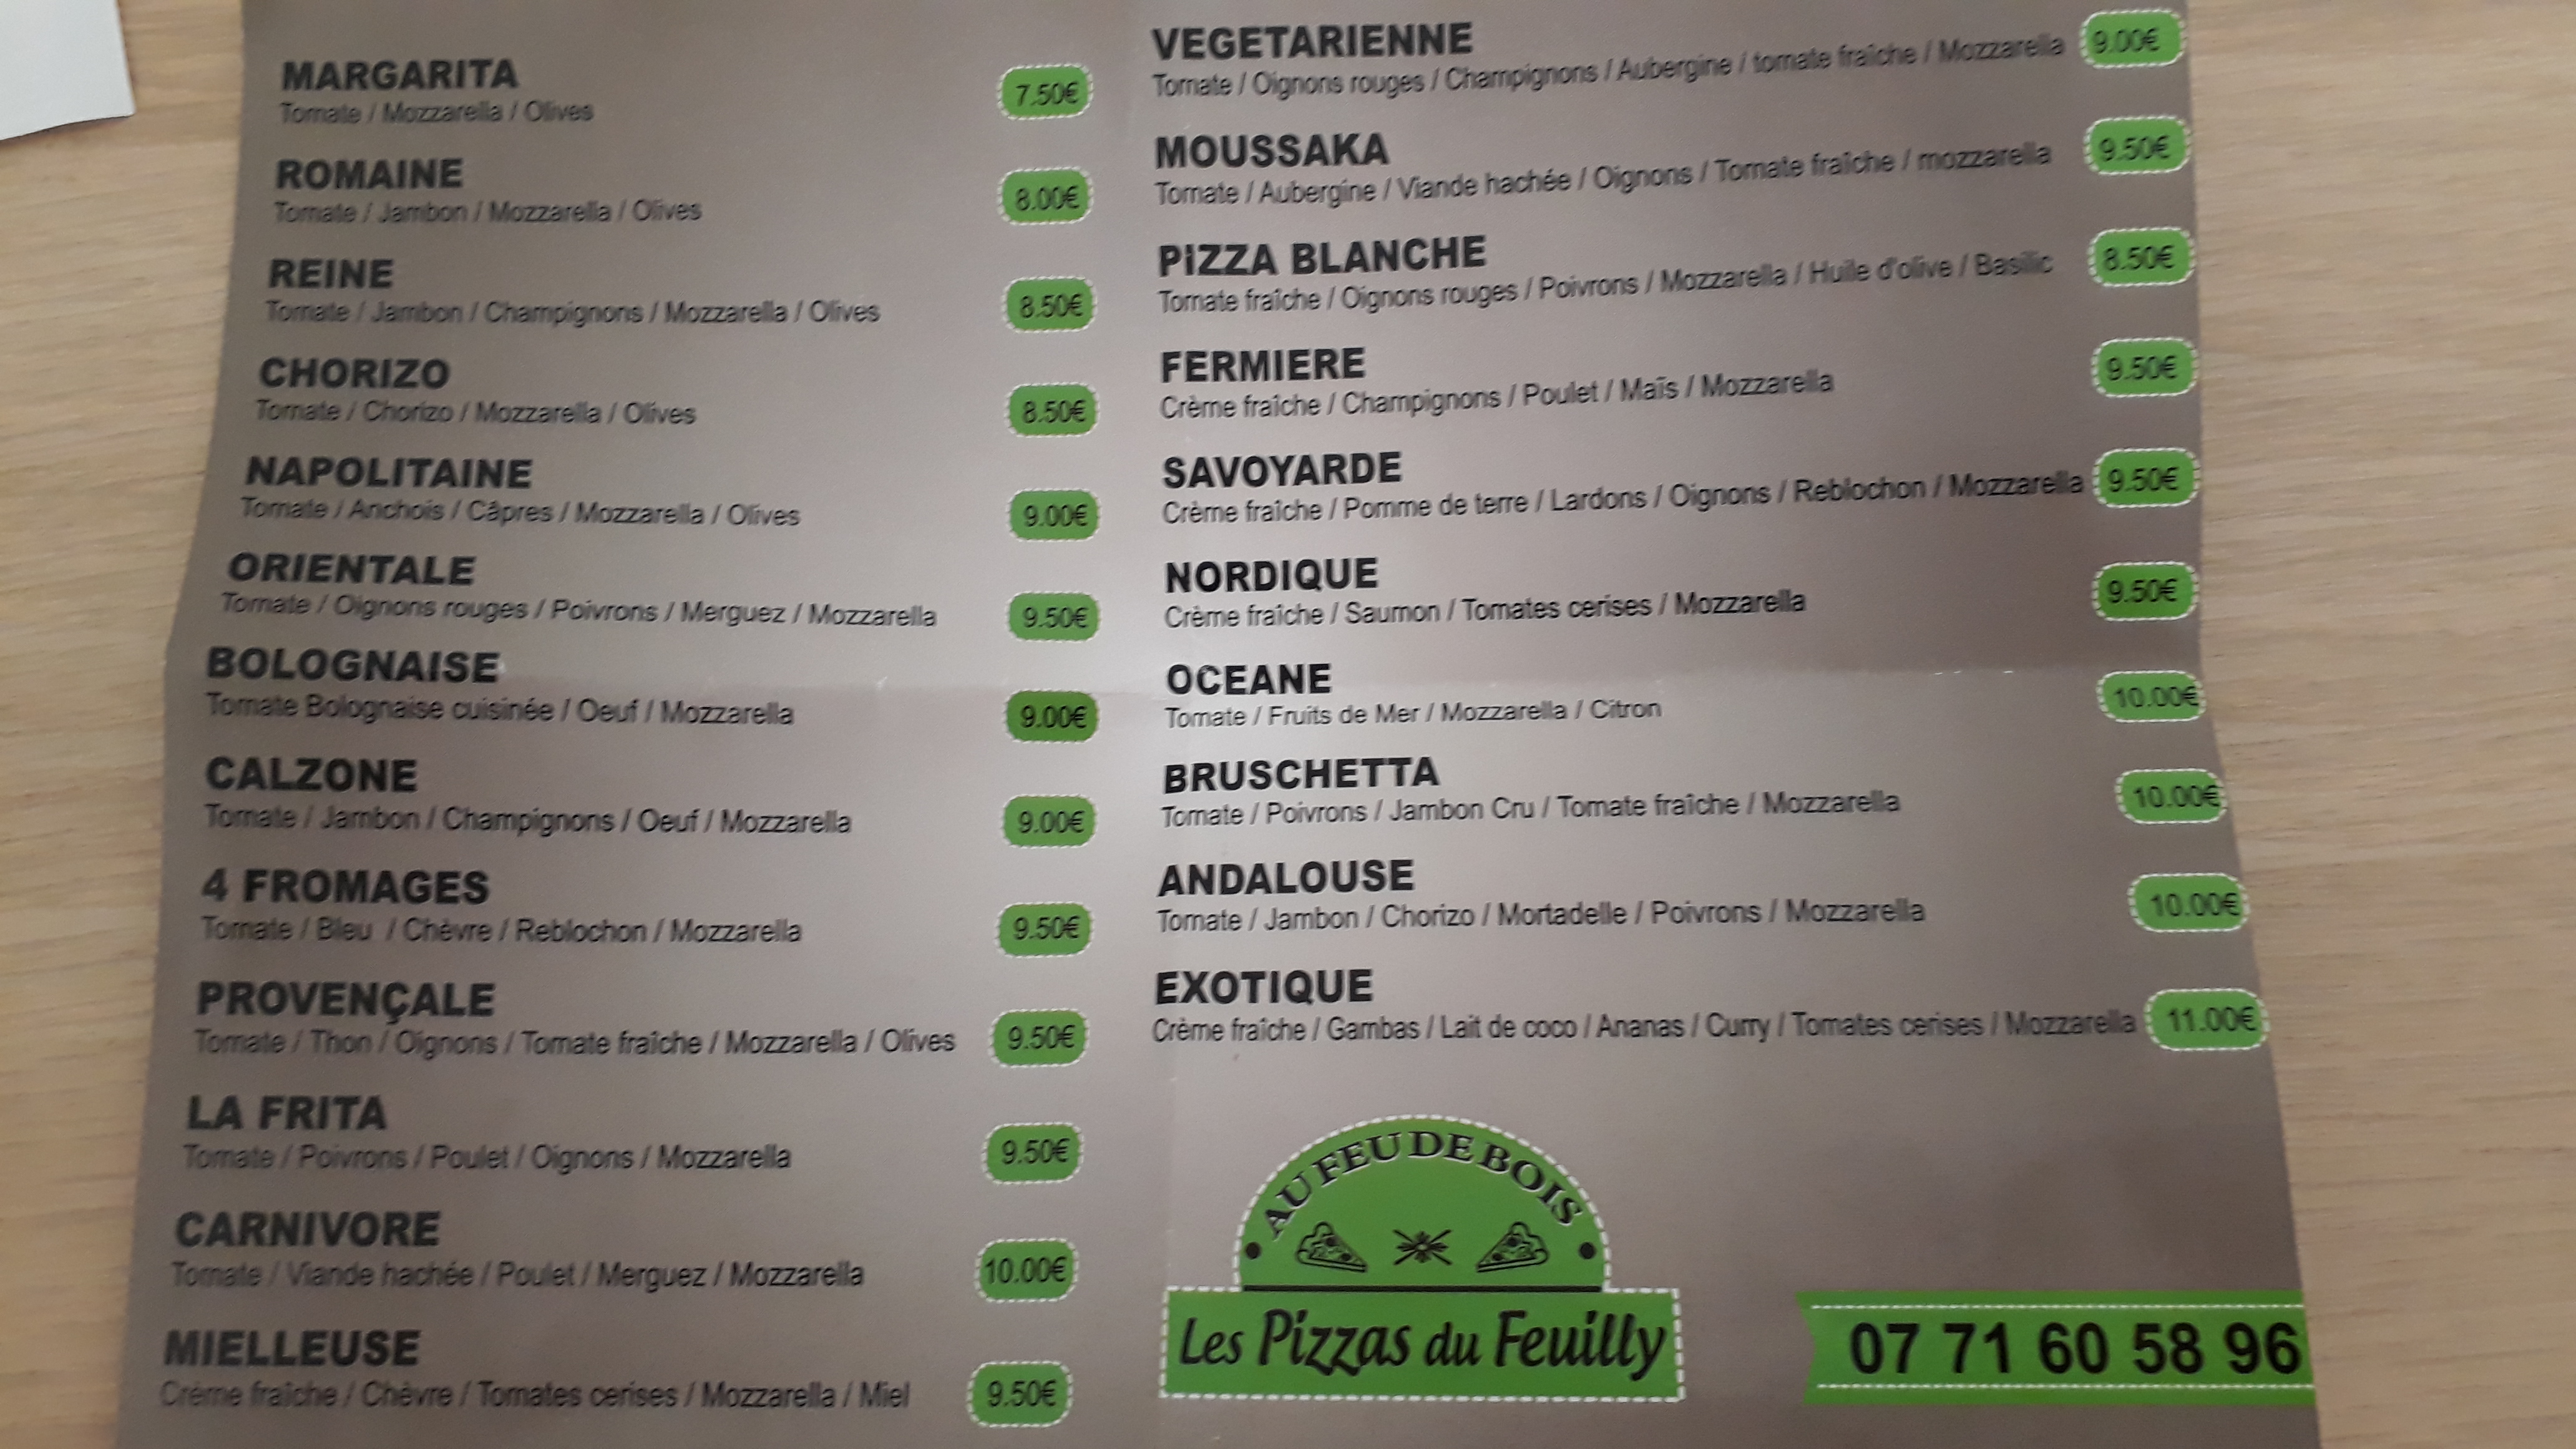 MARGARITA
Tomate / Mozzarella / Olives
7.50€
ROMAINE
Tomate / Jambon / Mozzarella / Olives
8.00€
REINE
Tomate / Jambon / Champignons / Mozzarella / Olives
8.50€
CHORIZO
Tomate / Chorizo / Mozzarella / Olives
8.50€
NAPOLITAINE
Tomate / Anchois / Câpres / Mozzarella / Olives
9.00€
ORIENTALE
Tomate / Oignons rouges / Poivrons / Merguez / Mozzarella
9.50€
BOLOGNAISE
Tomate Bolognaise cuisinée / Oeuf / Mozzarella
9.00€
CALZONE
Tomate / Jambon / Champignons / Oeuf / Mozzarella
9.00€
4 FROMAGES
Tomate / Bleu / Chèvre / Reblochon / Mozzarella
9.50€
PROVENÇALE
Tomate / Thon / Oignons / Tomate fraîche / Mozzarella / Olives
9.50€
LA FRITA
Tomate / Poivrons / Poulet / Oignons / Mozzarella
9.50€
CARNIVORE
Tomate / Viande hachée / Poulet / Merguez / Mozzarella
10.00€
MIELLEUSE
Crème fraîche / Chèvre / Tomates cerises / Mozzarella / Miel
9.50€
VEGETARIENNE
Tomate / Oignons rouges / Champignons / Aubergine / tomate fraîche / Mozzarella
9.00€
MOUSSAKA
Tomate / Aubergine / Viande hachée / Oignons / Tomate fraîche / mozzarella
9.50€
PIZZA BLANCHE
Tomate fraîche / Oignons rouges / Poivrons / Mozzarella / Huile d'olive / Basilic
8.50€
FERMIERE
Crème fraîche / Champignons / Poulet / Maïs / Mozzarella
9.50€
SAVOYARDE
Crème fraîche / Pomme de terre / Lardons / Oignons / Reblochon / Mozzarella
9.50€
NORDIQUE
Crème fraîche / Saumon / Tomates cerises / Mozzarella
9.50€
OCEANE
Tomate / Fruits de Mer / Mozzarella / Citron
10.00€
BRUSCHETTA
Tomate / Poivrons / Jambon Cru / Tomate fraîche / Mozzarella
10.00€
ANDALOUSE
Tomate / Jambon / Chorizo / Mortadelle / Poivrons / Mozzarella
10.00€
EXOTIQUE
Crème fraîche / Gambas / Lait de coco / Ananas / Curry / Tomates cerises / Mozzarella
11.00€
AU FEU DE BOIS
Les Pizzas du Feuilly
07 71 60 58 96